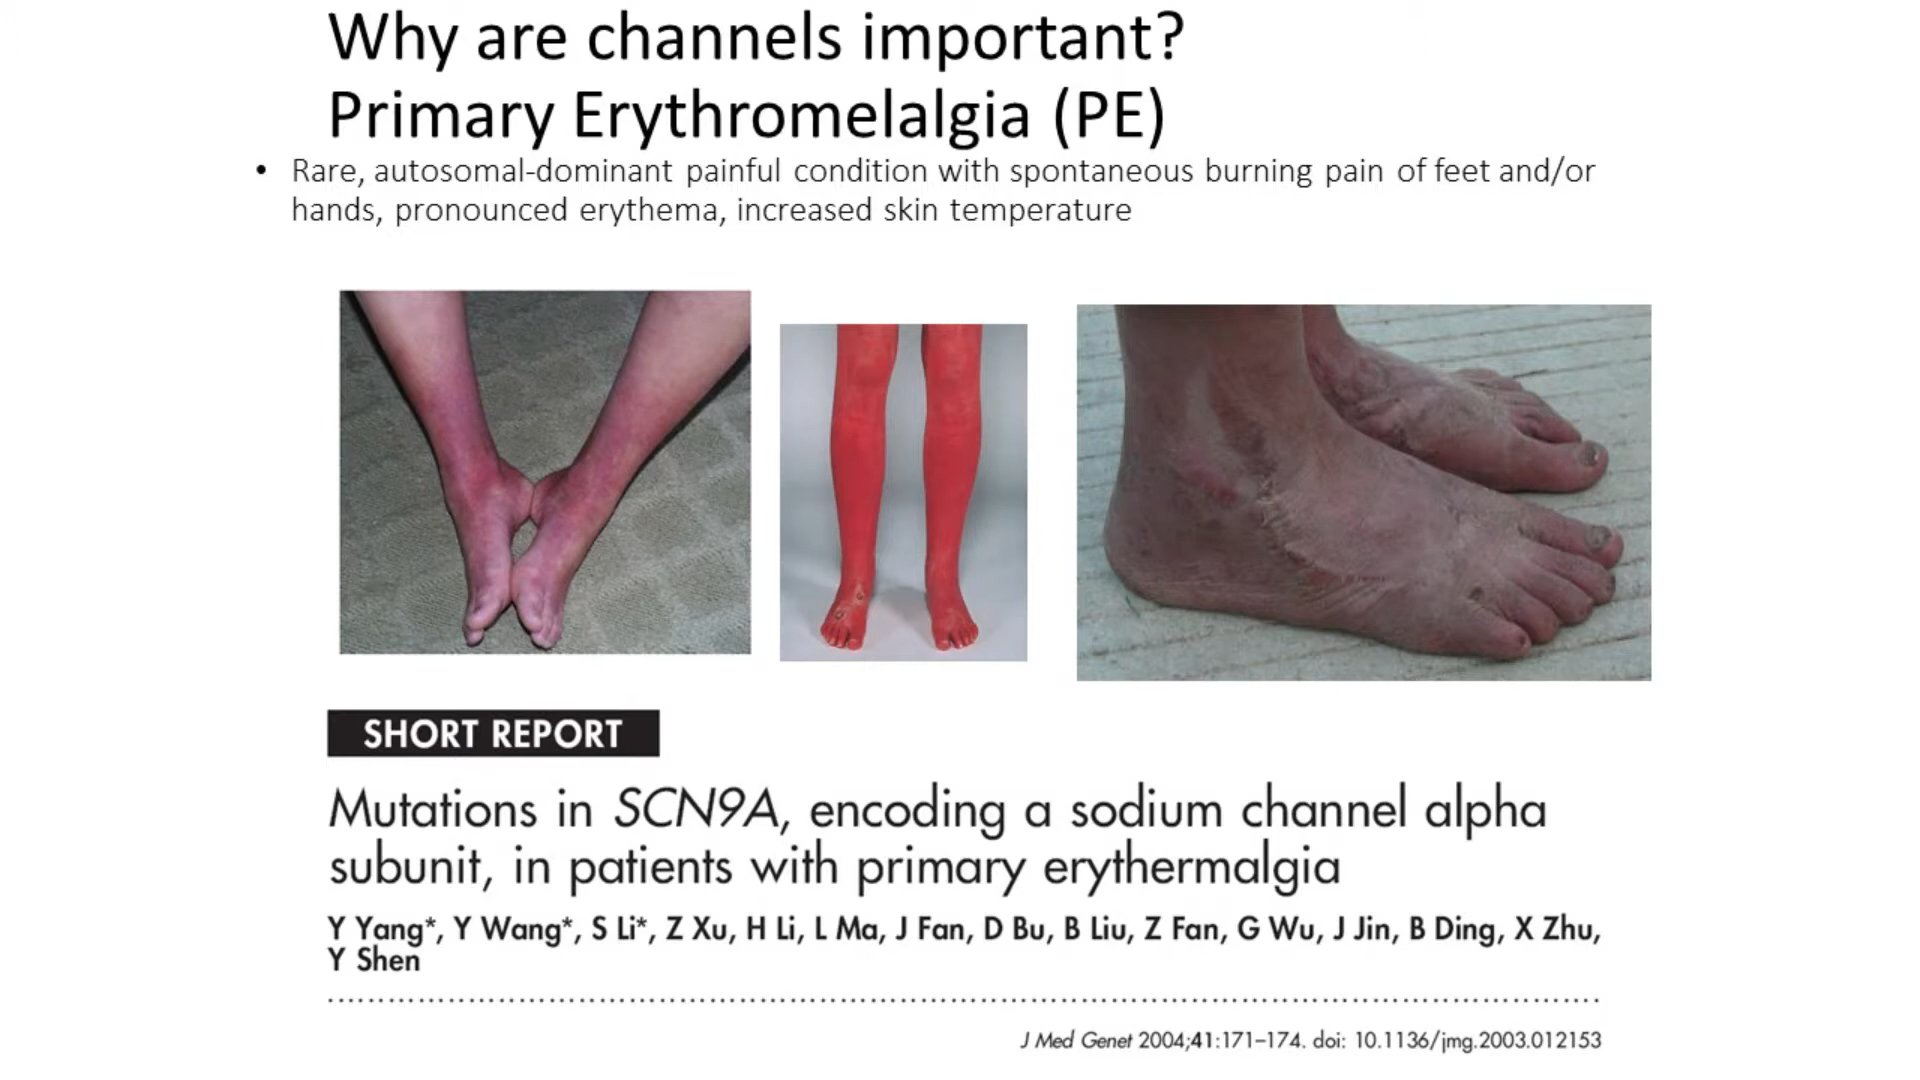 Why are channels important?
Primary Erythromelalgia (PE)
• Rare, autosomal-dominant painful condition with spontaneous burning pain of feet and/or
hands, pronounced erythema, increased skin temperature
SHORT REPORT
Mutations in SCN9A, encoding a sodium channel alpha
subunit, in patients with primary erythermalgia
Y Yang*, Y Wang*, S Li*, Z Xu, H Li, L Ma, J Fan, D Bu, B Liu, Z Fan, G Wu, J Jin, B Ding, X Zhu,
Y Shen
J Med Genet 2004;41:171–174. doi: 10.1136/jmg.2003.012153